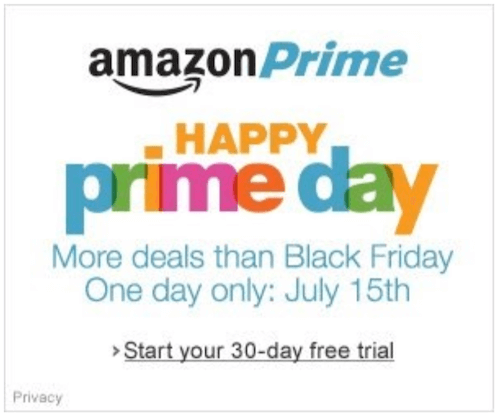 amazonPrime
HAPPY
prime day
More deals than Black Friday
One day only: July 15th
> Start your 30-day free trial
Privacy